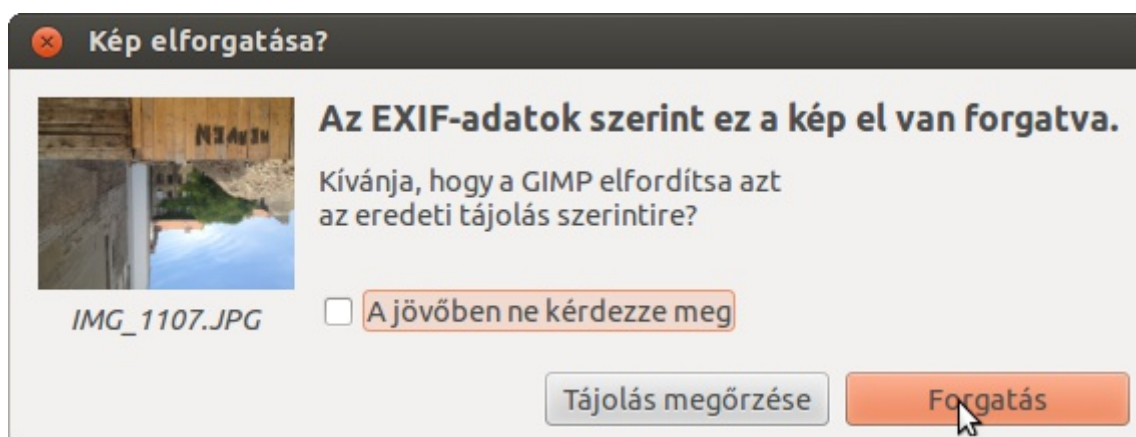 Kép elforgatása?
Az EXIF-adatok szerint ez a kép el van forgatva.
Kívánja, hogy a GIMP elfordítsa azt
az eredeti tájolás szerintire?
IMG_1107.JPG
A jövőben ne kérdezze meg
Tájolás megőrzése
Forgatás